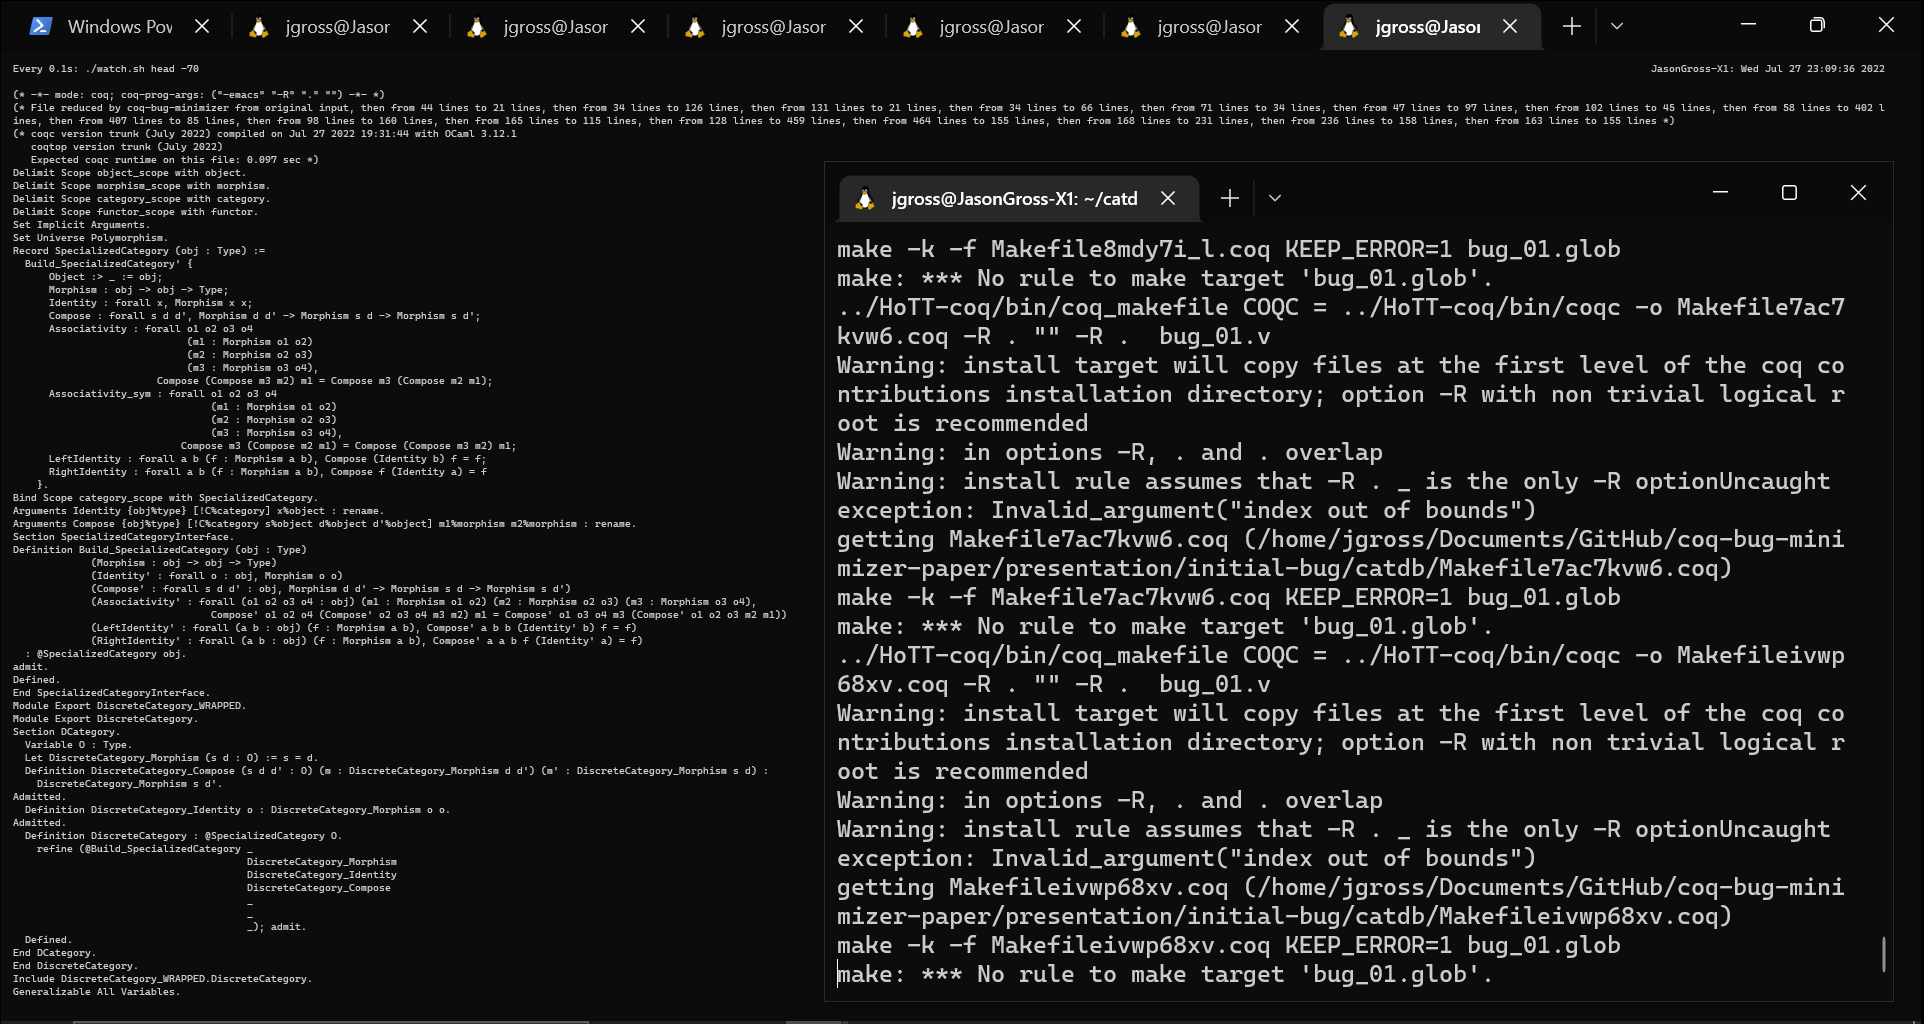 Windows Pow
jgross@Jason
jgross@Jason
jgross@Jason
jgross@Jason
jgross@Jason
jgross@Jason
Every 0.1s: ./watch.sh head -70
JasonGross-X1: Wed Jul 27 23:09:36 2022
(* -*- mode: coq; coq-prog-args: ("-emacs" "-R" "." "") -*- *)
(* File reduced by coq-bug-minimizer from original input, then from 44 lines to 21 lines, then from 34 lines to 126 lines, then from 131 lines to 21 lines, then from 34 lines to 66 lines, then from 71 lines to 34 lines, then from 47 lines to 97 lines, then from 102 lines to 45 lines, then from 58 lines to 402 l
ines, then from 407 lines to 85 lines, then from 98 lines to 160 lines, then from 165 lines to 115 lines, then from 128 lines to 459 lines, then from 464 lines to 155 lines, then from 168 lines to 231 lines, then from 236 lines to 158 lines, then from 163 lines to 155 lines *)
(* coqc version trunk (July 2022) compiled on Jul 27 2022 19:31:44 with OCaml 3.12.1
   coqtop version trunk (July 2022)
   Expected coqc runtime on this file: 0.097 sec *)
Delimit Scope object_scope with object.
Delimit Scope morphism_scope with morphism.
Delimit Scope category_scope with category.
Delimit Scope functor_scope with functor.
Set Implicit Arguments.
Set Universe Polymorphism.
Record SpecializedCategory (obj : Type) :=
  Build_SpecializedCategory' {
      Object :> _ := obj;
      Morphism : obj -> obj -> Type;
      Identity : forall x, Morphism x x;
      Compose : forall s d d', Morphism d d' -> Morphism s d -> Morphism s d';
      Associativity : forall o1 o2 o3 o4
                             (m1 : Morphism o1 o2)
                             (m2 : Morphism o2 o3)
                             (m3 : Morphism o3 o4),
                        Compose (Compose m3 m2) m1 = Compose m3 (Compose m2 m1);
      Associativity_sym : forall o1 o2 o3 o4
                                 (m1 : Morphism o1 o2)
                                 (m2 : Morphism o2 o3)
                                 (m3 : Morphism o3 o4),
                            Compose m3 (Compose m2 m1) = Compose (Compose m3 m2) m1;
      LeftIdentity : forall a b (f : Morphism a b), Compose (Identity b) f = f;
      RightIdentity : forall a b (f : Morphism a b), Compose f (Identity a) = f
    }.
Bind Scope category_scope with SpecializedCategory.
Arguments Identity {obj%type} [!C%category] x%object : rename.
Arguments Compose {obj%type} [!C%category s%object d%object d'%object] m1%morphism m2%morphism : rename.
Section SpecializedCategoryInterface.
Definition Build_SpecializedCategory (obj : Type)
             (Morphism : obj -> obj -> Type)
             (Identity' : forall o : obj, Morphism o o)
             (Compose' : forall s d d' : obj, Morphism d d' -> Morphism s d -> Morphism s d')
             (Associativity' : forall (o1 o2 o3 o4 : obj) (m1 : Morphism o1 o2) (m2 : Morphism o2 o3) (m3 : Morphism o3 o4),
                                 Compose' o1 o2 o4 (Compose' o2 o3 o4 m3 m2) m1 = Compose' o1 o3 o4 m3 (Compose' o1 o2 o3 m2 m1))
             (LeftIdentity' : forall (a b : obj) (f : Morphism a b), Compose' a b b (Identity' b) f = f)
             (RightIdentity' : forall (a b : obj) (f : Morphism a b), Compose' a a b f (Identity' a) = f)
  : @SpecializedCategory obj.
admit.
Defined.
End SpecializedCategoryInterface.
Module Export DiscreteCategory_WRAPPED.
Module Export DiscreteCategory.
Section DCategory.
  Variable O : Type.
  Let DiscreteCategory_Morphism (s d : O) := s = d.
  Definition DiscreteCategory_Compose (s d d' : O) (m : DiscreteCategory_Morphism d d') (m' : DiscreteCategory_Morphism s d) :
    DiscreteCategory_Morphism s d'.
Admitted.
  Definition DiscreteCategory_Identity o : DiscreteCategory_Morphism o o.
Admitted.
  Definition DiscreteCategory : @SpecializedCategory O.
    refine (@Build_SpecializedCategory _
                                       DiscreteCategory_Morphism
                                       DiscreteCategory_Identity
                                       DiscreteCategory_Compose
                                       _
                                       _
                                       _); admit.
  Defined.
End DCategory.
End DiscreteCategory.
Include DiscreteCategory_WRAPPED.DiscreteCategory.
Generalizable All Variables.
jgross@JasonGross-X1: ~/catd
make -k -f Makefile8mdy7i_l.coq KEEP_ERROR=1 bug_01.glob
make: *** No rule to make target 'bug_01.glob'.
../HoTT-coq/bin/coq_makefile COQC = ../HoTT-coq/bin/coqc -o Makefile7ac7
kvw6.coq -R . "" -R .  bug_01.v
Warning: install target will copy files at the first level of the coq co
ntributions installation directory; option -R with non trivial logical r
oot is recommended
Warning: in options -R, . and . overlap
Warning: install rule assumes that -R . _ is the only -R optionUncaught
exception: Invalid_argument("index out of bounds")
getting Makefile7ac7kvw6.coq (/home/jgross/Documents/GitHub/coq-bug-mini
mizer-paper/presentation/initial-bug/catdb/Makefile7ac7kvw6.coq)
make -k -f Makefile7ac7kvw6.coq KEEP_ERROR=1 bug_01.glob
make: *** No rule to make target 'bug_01.glob'.
../HoTT-coq/bin/coq_makefile COQC = ../HoTT-coq/bin/coqc -o Makefileivwp
68xv.coq -R . "" -R .  bug_01.v
Warning: install target will copy files at the first level of the coq co
ntributions installation directory; option -R with non trivial logical r
oot is recommended
Warning: in options -R, . and . overlap
Warning: install rule assumes that -R . _ is the only -R optionUncaught
exception: Invalid_argument("index out of bounds")
getting Makefileivwp68xv.coq (/home/jgross/Documents/GitHub/coq-bug-mini
mizer-paper/presentation/initial-bug/catdb/Makefileivwp68xv.coq)
make -k -f Makefileivwp68xv.coq KEEP_ERROR=1 bug_01.glob
make: *** No rule to make target 'bug_01.glob'.